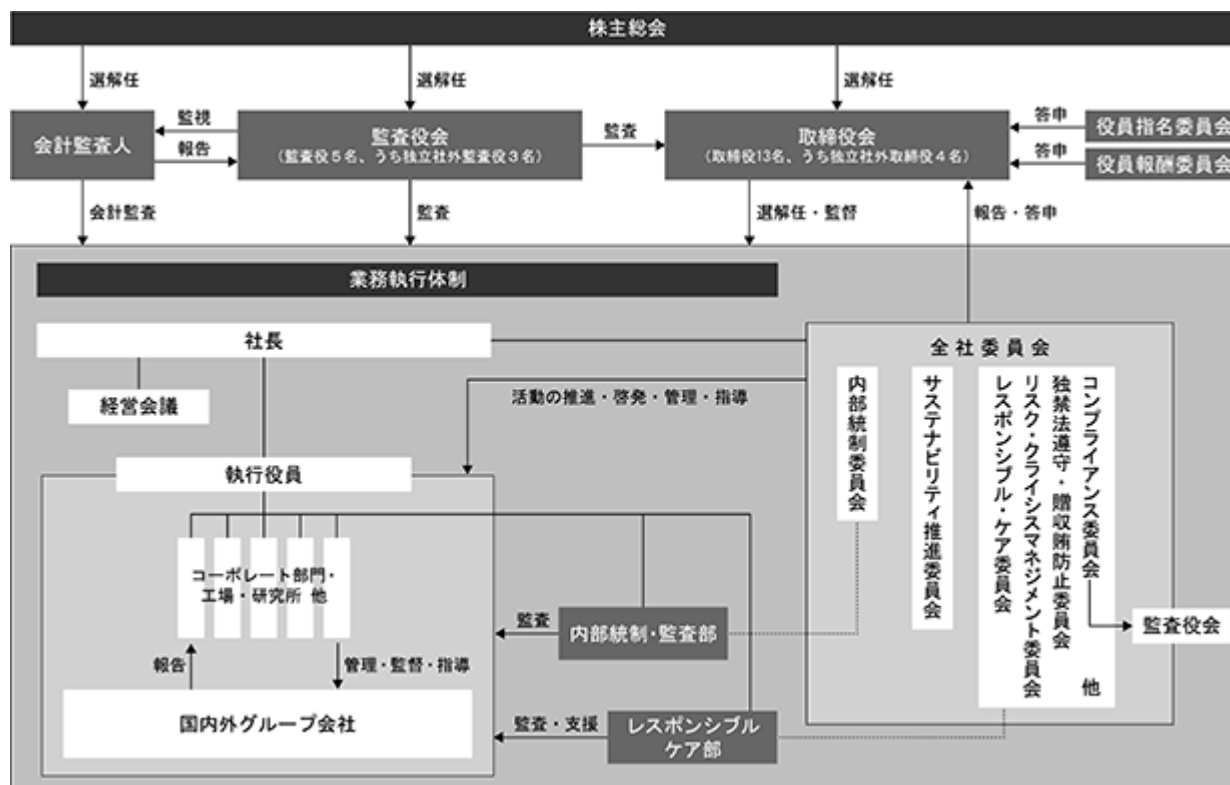 株主総会
選解任
選解任
選解任
会計監査人
監視
報告
監査役会
(監査役5名、うち独立社外監査役3名)
監査
取締役会
(取締役13名、うち独立社外取締役4名)
答申
役員指名委員会
答申
役員報酬委員会
会計監査
監査
選解任・監督
報告・答申
業務執行体制
社長
経営会議
活動の推進・啓発・管理・指導
執行役員
コーポレート部門・
工場・研究所 他
報告
管理・監督・指導
国内外グループ会社
監査
内部統制・監査部
監査・支援
レスポンシブル
ケア部
全社委員会
内部統制委員会
サステナビリティ推進委員会
コンプライアンス委員会
独禁法遵守・贈収賄防止委員会
リスク・クライシスマネジメント委員会
レスポンシブル・ケア委員会
他
監査役会